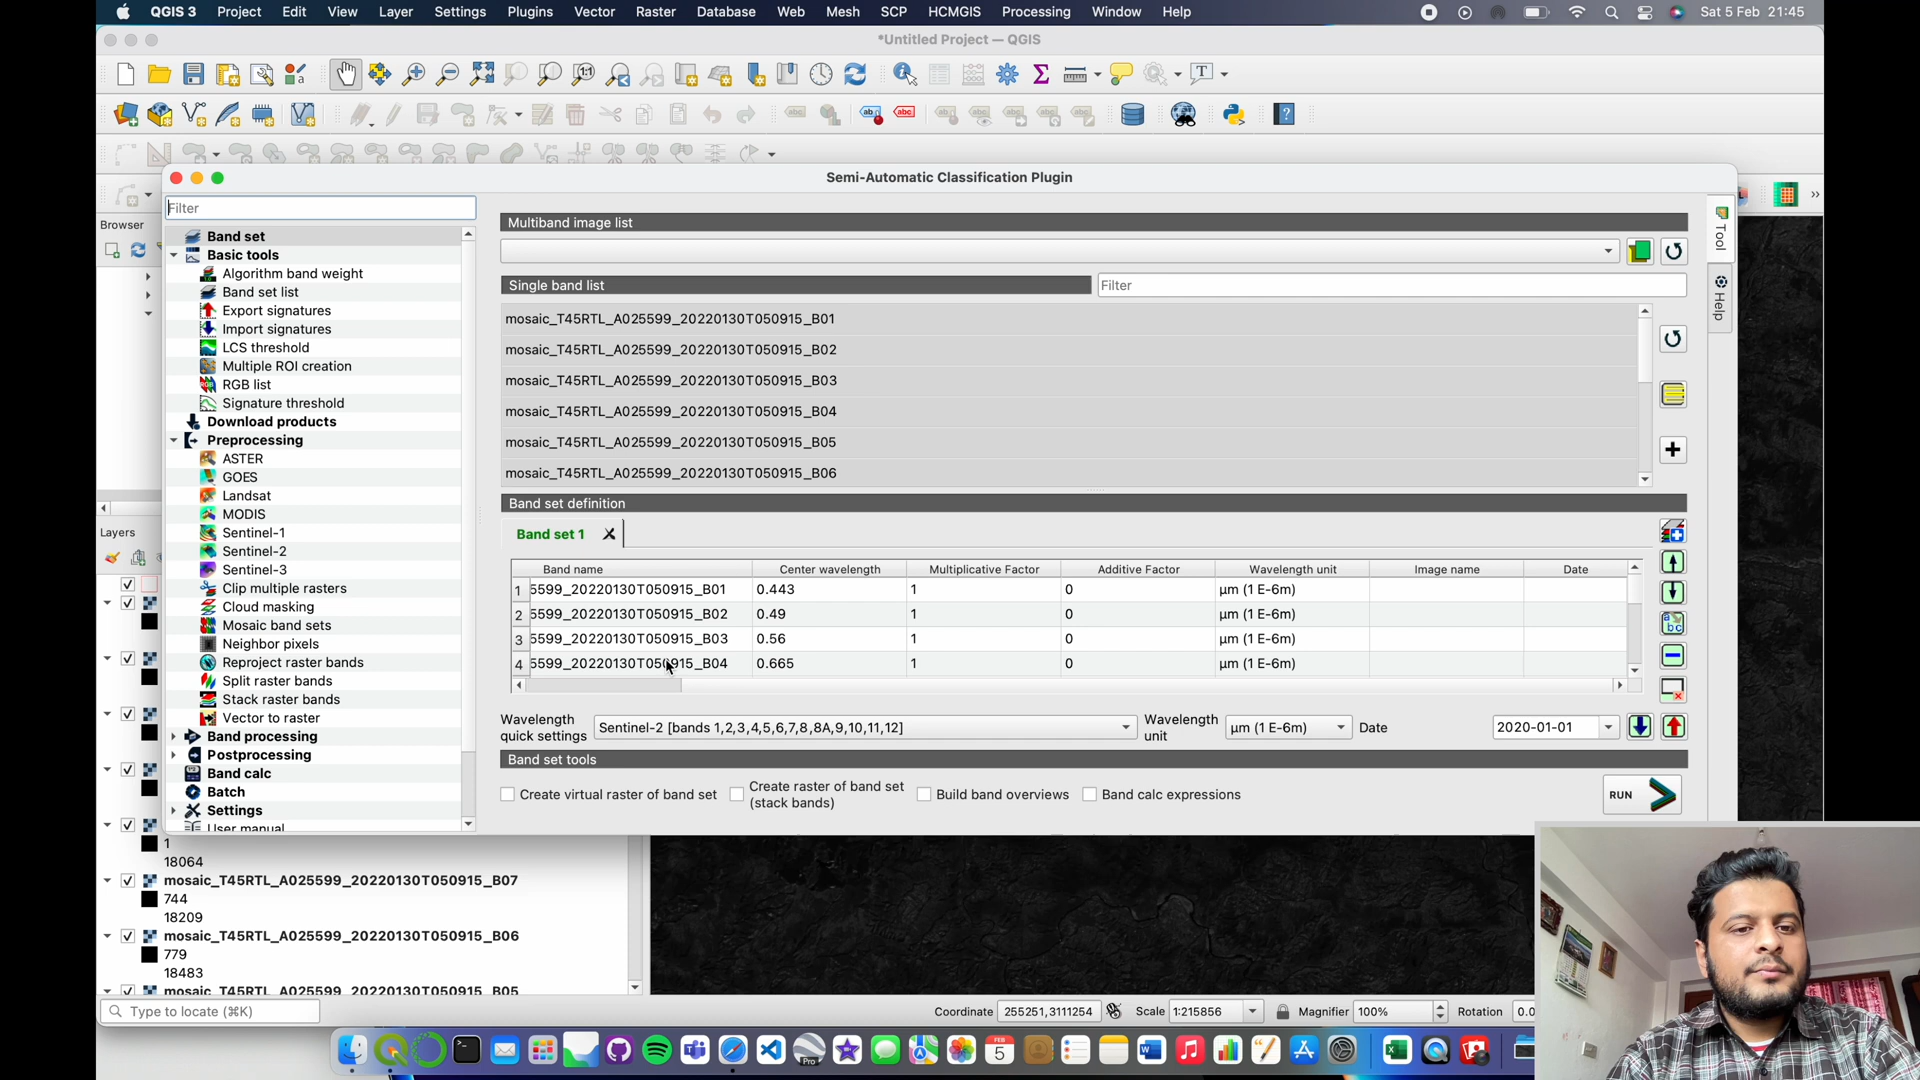 QGIS 3 Project Edit View Layer Settings Plugins Vector Raster Database Web Mesh SCP HCMGIS Processing Window Help Sat 5 Feb 21:45
*Untitled Project — QGIS
Semi-Automatic Classification Plugin
Filter
Multiband image list
Browser
Band set
Basic tools
Algorithm band weight
Band set list
Export signatures
Import signatures
LCS threshold
Multiple ROI creation
RGB list
Signature threshold
Download products
Preprocessing
ASTER
GOES
Landsat
MODIS
Sentinel-1
Sentinel-2
Sentinel-3
Clip multiple rasters
Cloud masking
Mosaic band sets
Neighbor pixels
Reproject raster bands
Split raster bands
Stack raster bands
Vector to raster
Band processing
Postprocessing
Band calc
Batch
Settings
User manual
Single band list Filter
mosaic_T45RTL_A025599_20220130T050915_B01
mosaic_T45RTL_A025599_20220130T050915_B02
mosaic_T45RTL_A025599_20220130T050915_B03
mosaic_T45RTL_A025599_20220130T050915_B04
mosaic_T45RTL_A025599_20220130T050915_B05
mosaic_T45RTL_A025599_20220130T050915_B06
Tool
Help
Band set definition
Band set 1
Band name Center wavelength Multiplicative Factor Additive Factor Wavelength unit Image name Date
1 5599_20220130T050915_B01 0.443 1 0 µm (1 E-6m)
2 5599_20220130T050915_B02 0.49 1 0 µm (1 E-6m)
3 5599_20220130T050915_B03 0.56 1 0 µm (1 E-6m)
4 5599_20220130T050915_B04 0.665 1 0 µm (1 E-6m)
Wavelength quick settings Sentinel-2 [bands 1,2,3,4,5,6,7,8,8A,9,10,11,12] Wavelength unit µm (1 E-6m) Date 2020-01-01
Band set tools
Create virtual raster of band set Create raster of band set (stack bands) Build band overviews Band calc expressions RUN
Layers
1
18064
mosaic_T45RTL_A025599_20220130T050915_B07
744
18209
mosaic_T45RTL_A025599_20220130T050915_B06
779
18483
mosaic_T45RTL_A025599_20220130T050915_B05
Type to locate (⌘K) Coordinate 255251,3111254 Scale 1:215856 Magnifier 100% Rotation 0.0